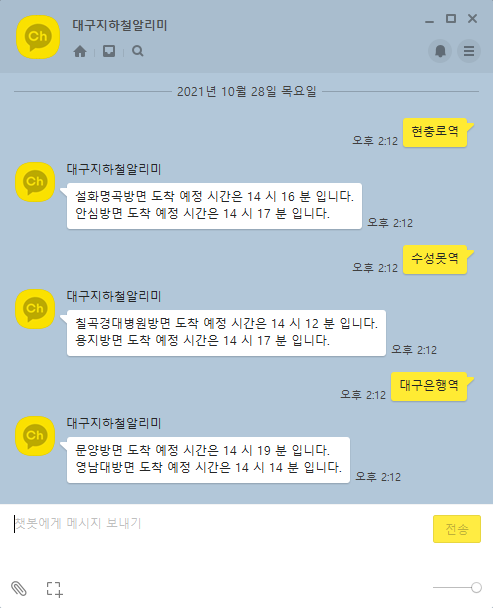 Ch
대구지하철알리미
2021년 10월 28일 목요일
현충로역
오후 2:12
대구지하철알리미
Ch
설화명곡방면 도착 예정 시간은 14 시 16 분 입니다.
안심방면 도착 예정 시간은 14 시 17 분 입니다.
오후 2:12
수성못역
오후 2:12
대구지하철알리미
Ch
칠곡경대병원방면 도착 예정 시간은 14 시 12 분 입니다.
용지방면 도착 예정 시간은 14 시 17 분 입니다.
오후 2:12
대구은행역
오후 2:12
대구지하철알리미
Ch
문양방면 도착 예정 시간은 14 시 19 분 입니다.
영남대방면 도착 예정 시간은 14 시 14 분 입니다.
오후 2:12
챗봇에게 메시지 보내기
전송